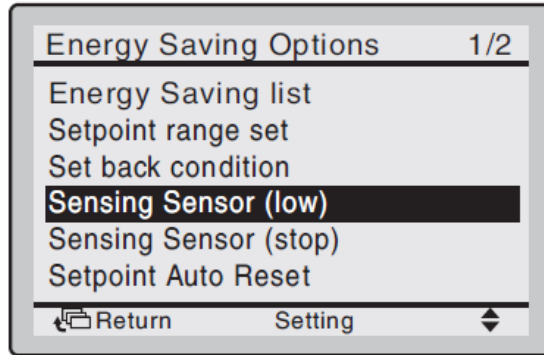 Energy Saving Options 1/2
Energy Saving list
Setpoint range set
Set back condition
Sensing Sensor (low)
Sensing Sensor (stop)
Setpoint Auto Reset
Return Setting